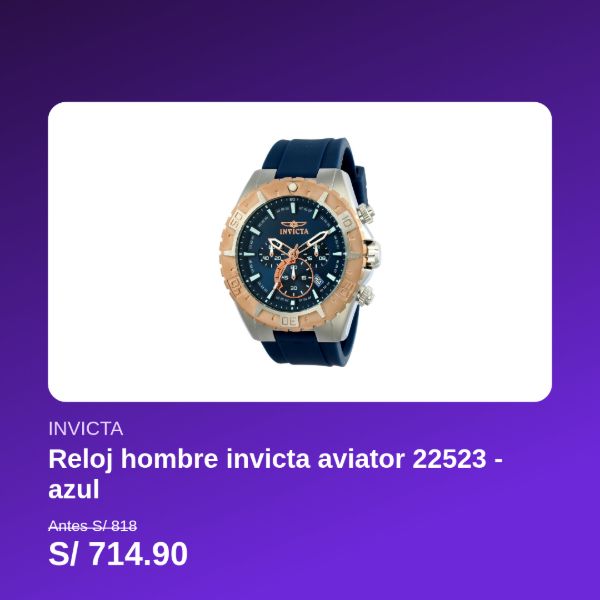 INVICTA
INVICTA
Reloj hombre invicta aviator 22523 -
azul
Antes S/ 818
S/ 714.90